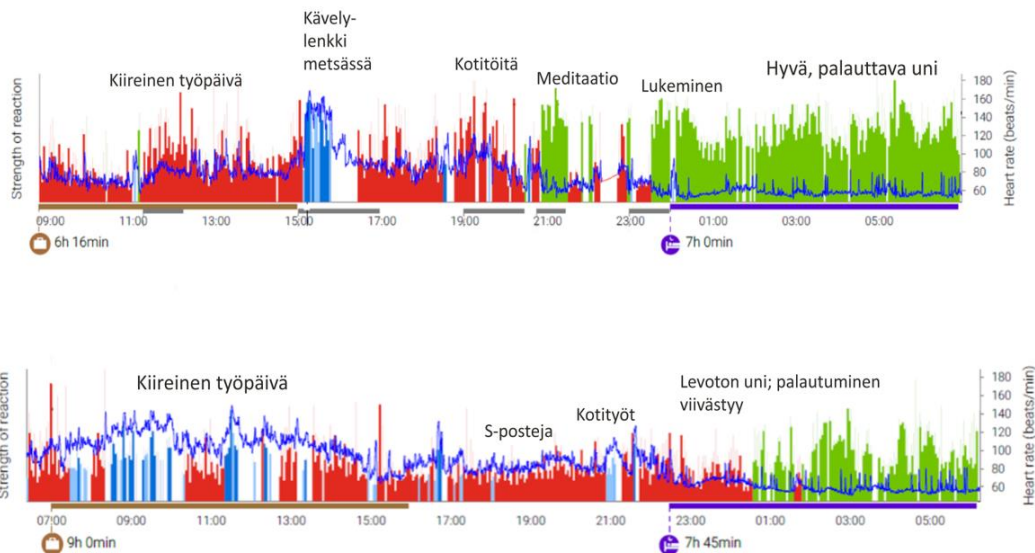 Kävely-
lenkki
metsässä
Kiireinen työpäivä
Kotitöitä
Meditaatio
Lukeminen
Hyvä, palauttava uni
Strength of reaction
180
160
140
120
100
80
60
Heart rate (beats/min)
09:00 11:00 13:00 15:00 17:00 19:00 21:00 23:00 01:00 03:00 05:00
6h 16min 7h 0min
Kiireinen työpäivä
S-posteja
Kotityöt
Levoton uni; palautuminen
viivästyy
Strength of reaction
180
160
140
120
100
80
60
Heart rate (beats/min)
07:00 09:00 11:00 13:00 15:00 17:00 19:00 21:00 23:00 01:00 03:00 05:00
9h 0min 7h 45min